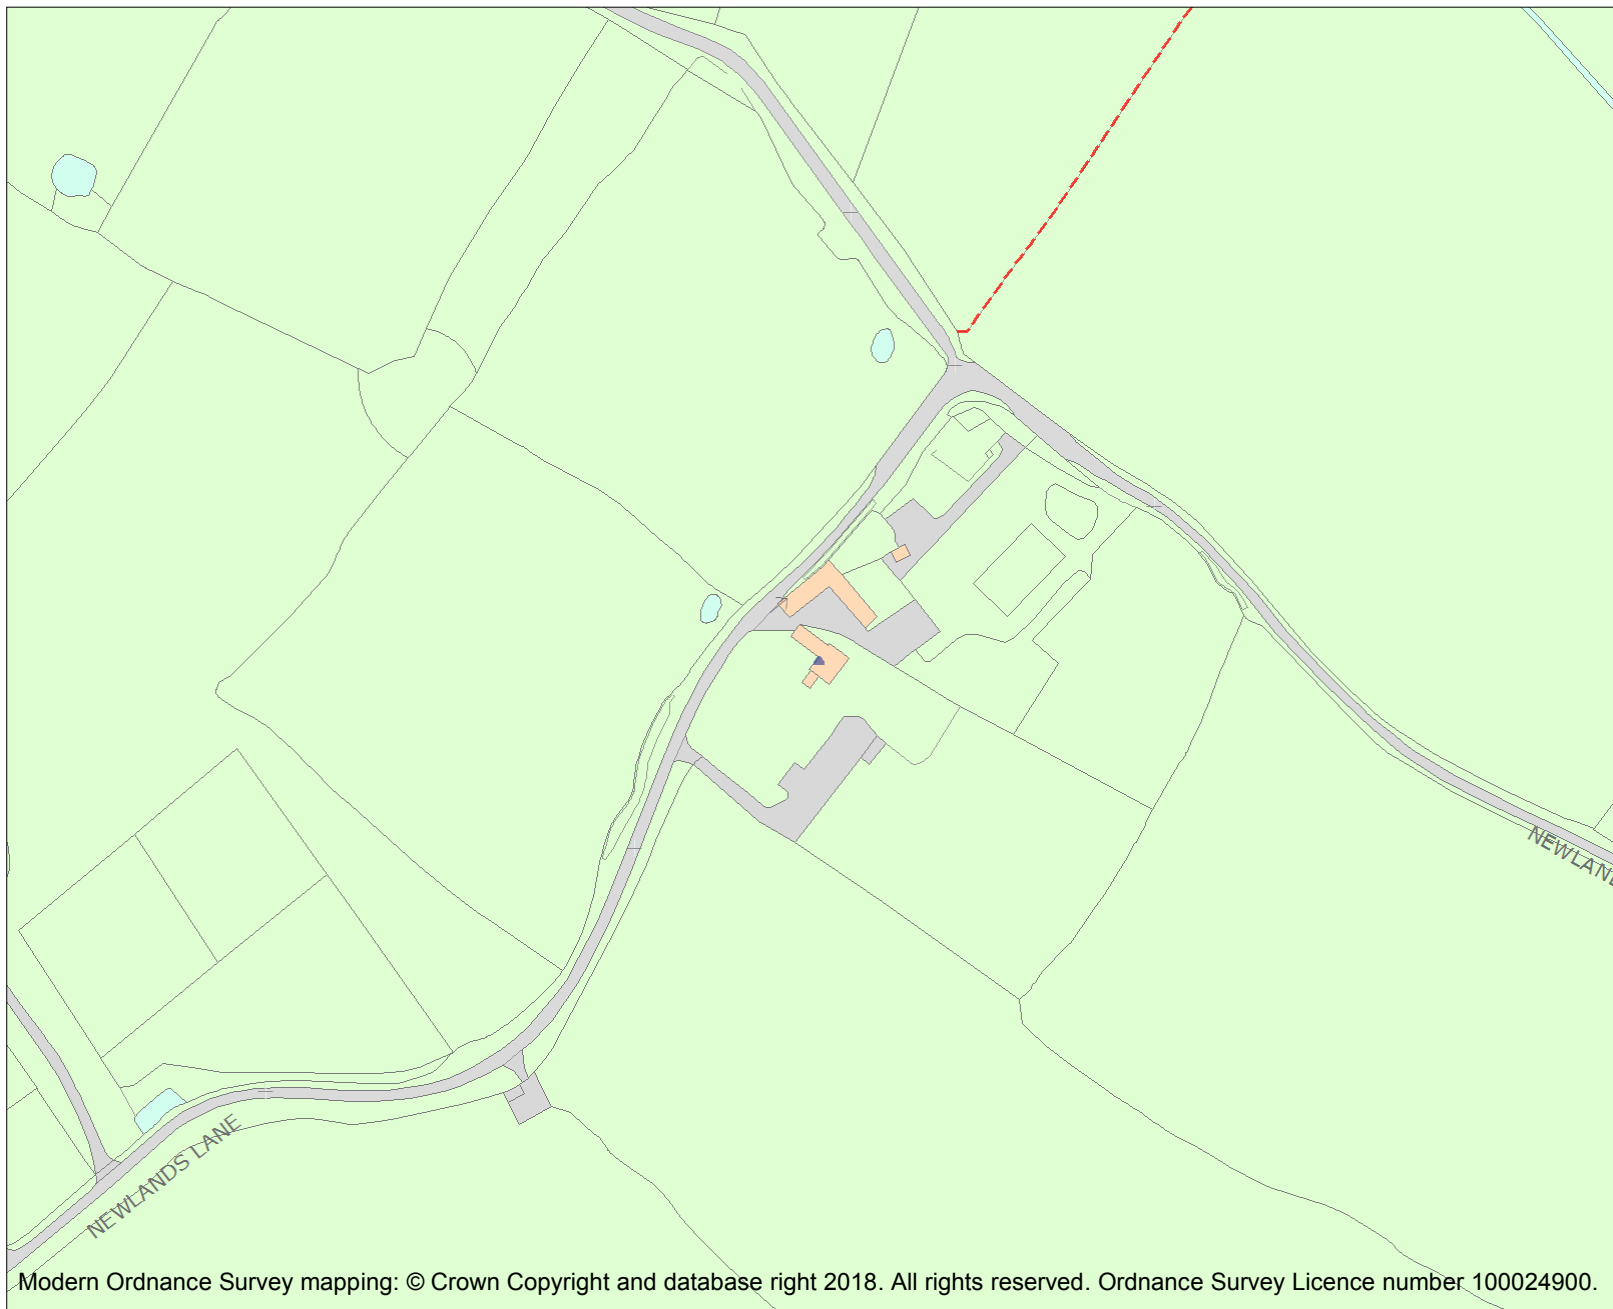 NEWLAND
NEWLANDS LANE
Modern Ordnance Survey mapping: © Crown Copyright and database right 2018. All rights reserved. Ordnance Survey Licence number 100024900.